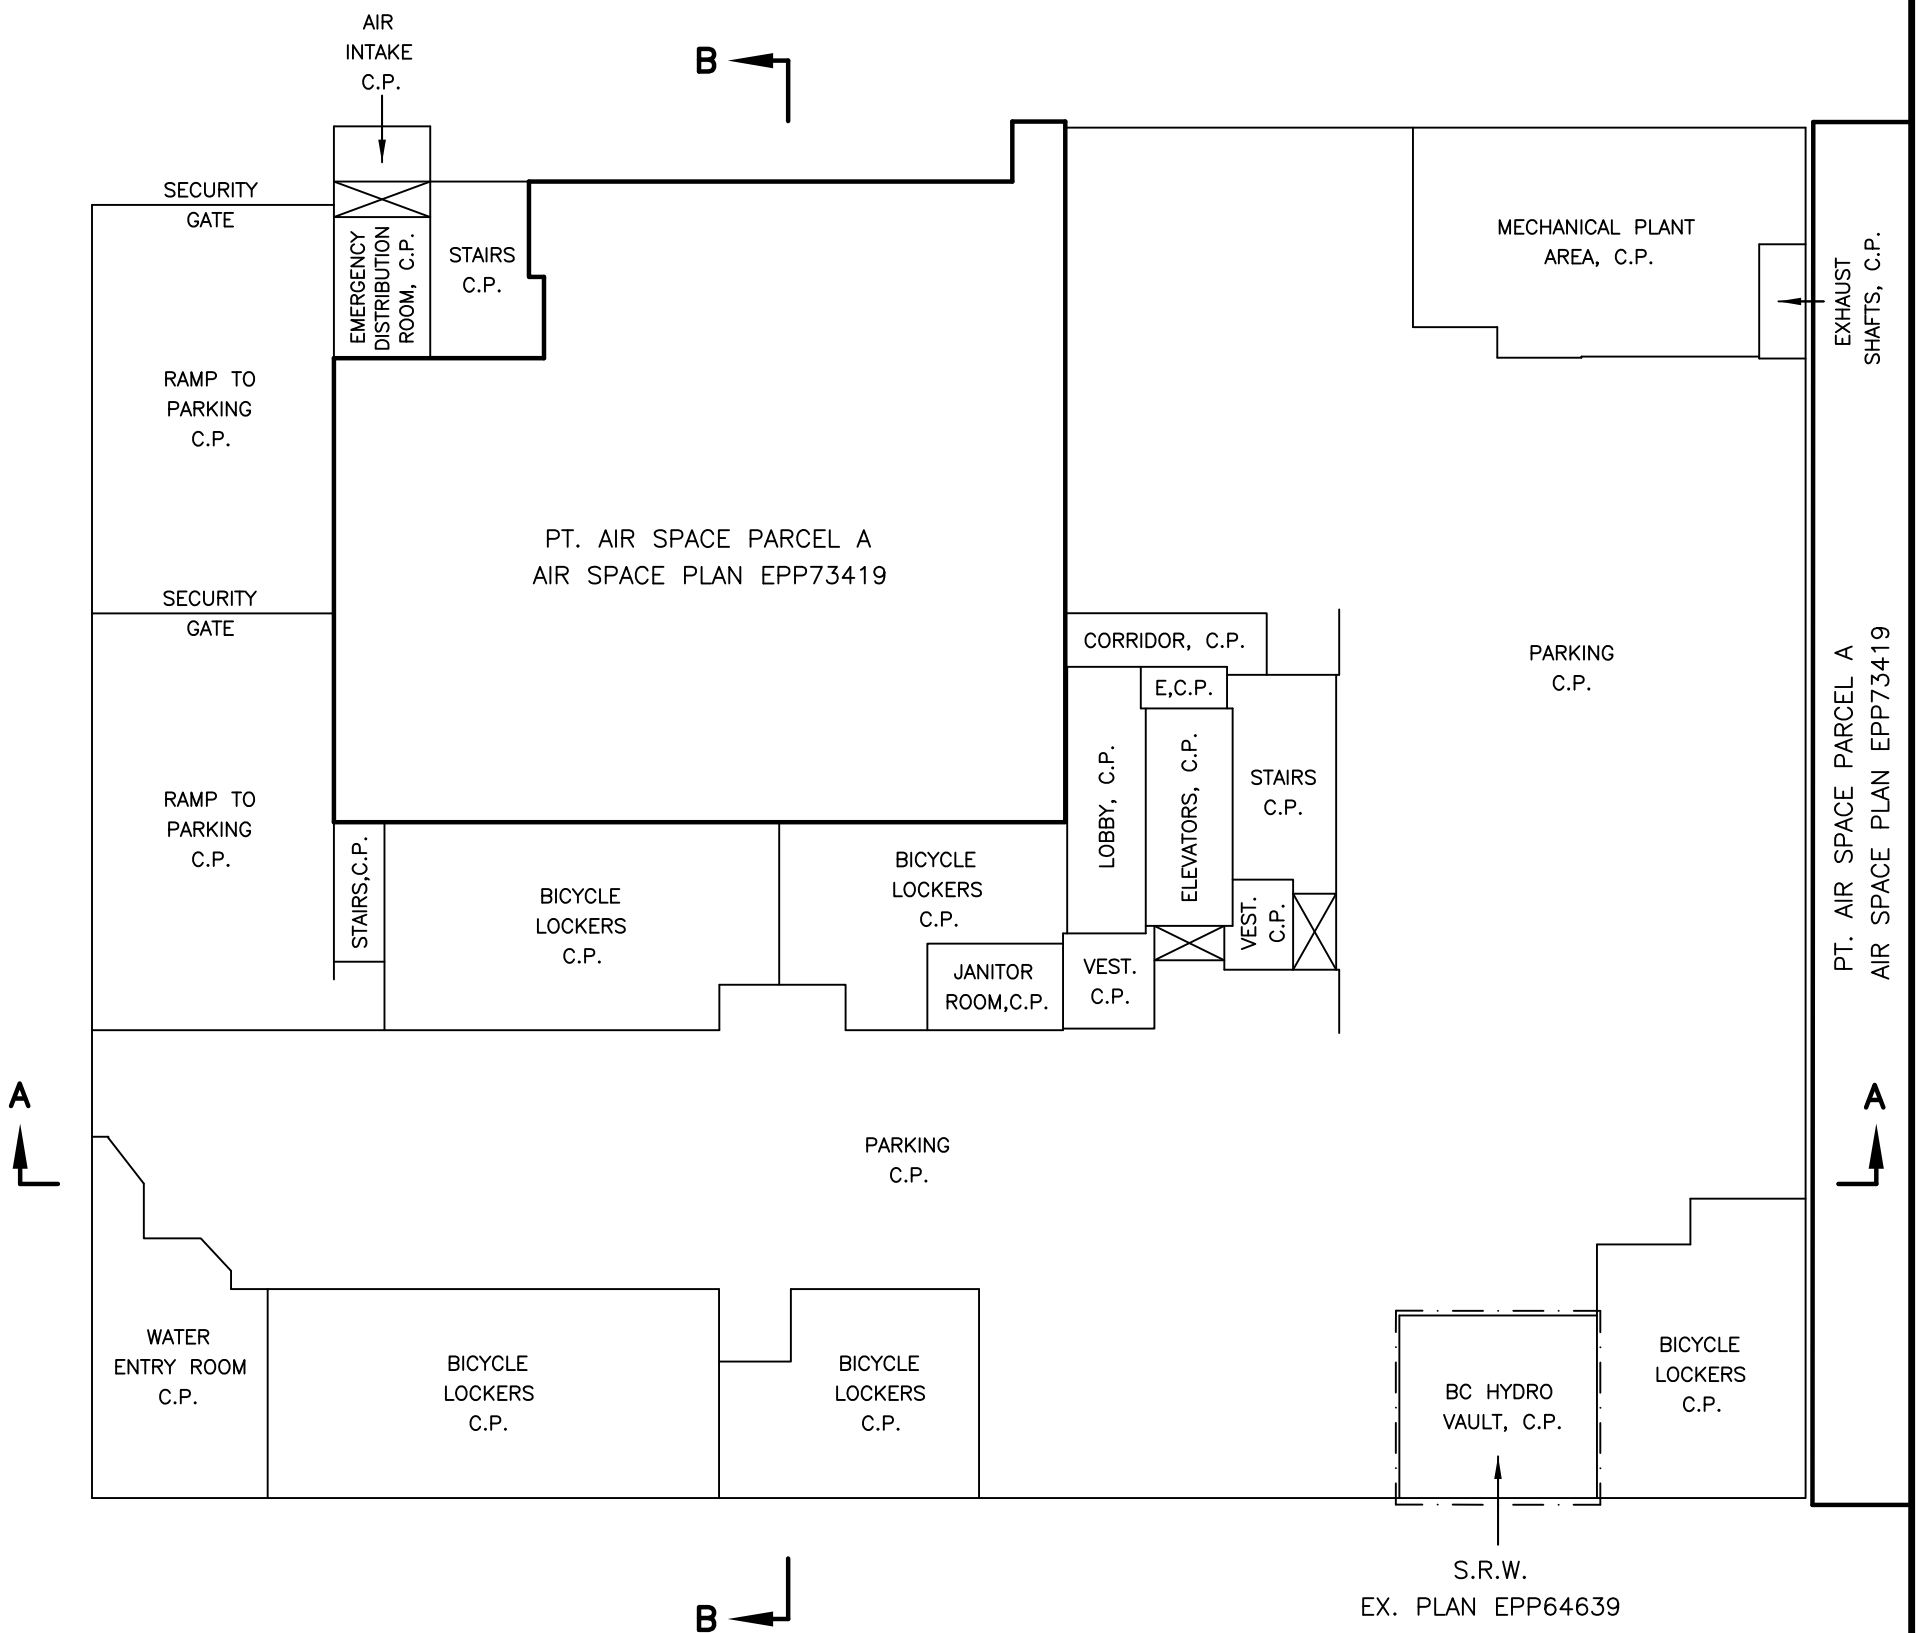 AIR
INTAKE
C.P.
B
SECURITY
GATE
EMERGENCY
DISTRIBUTION
ROOM, C.P.
STAIRS
C.P.
MECHANICAL PLANT
AREA, C.P.
EXHAUST
SHAFTS, C.P.
RAMP TO
PARKING
C.P.
PT. AIR SPACE PARCEL A
AIR SPACE PLAN EPP73419
SECURITY
GATE
CORRIDOR, C.P.
E,C.P.
PARKING
C.P.
PT. AIR SPACE PARCEL A
AIR SPACE PLAN EPP73419
LOBBY, C.P.
ELEVATORS, C.P.
STAIRS
C.P.
RAMP TO
PARKING
C.P.
STAIRS,C.P.
BICYCLE
LOCKERS
C.P.
BICYCLE
LOCKERS
C.P.
VEST.
C.P.
JANITOR
ROOM,C.P.
VEST.
C.P.
A
A
PARKING
C.P.
WATER
ENTRY ROOM
C.P.
BICYCLE
LOCKERS
C.P.
BICYCLE
LOCKERS
C.P.
BC HYDRO
VAULT, C.P.
BICYCLE
LOCKERS
C.P.
S.R.W.
EX. PLAN EPP64639
B